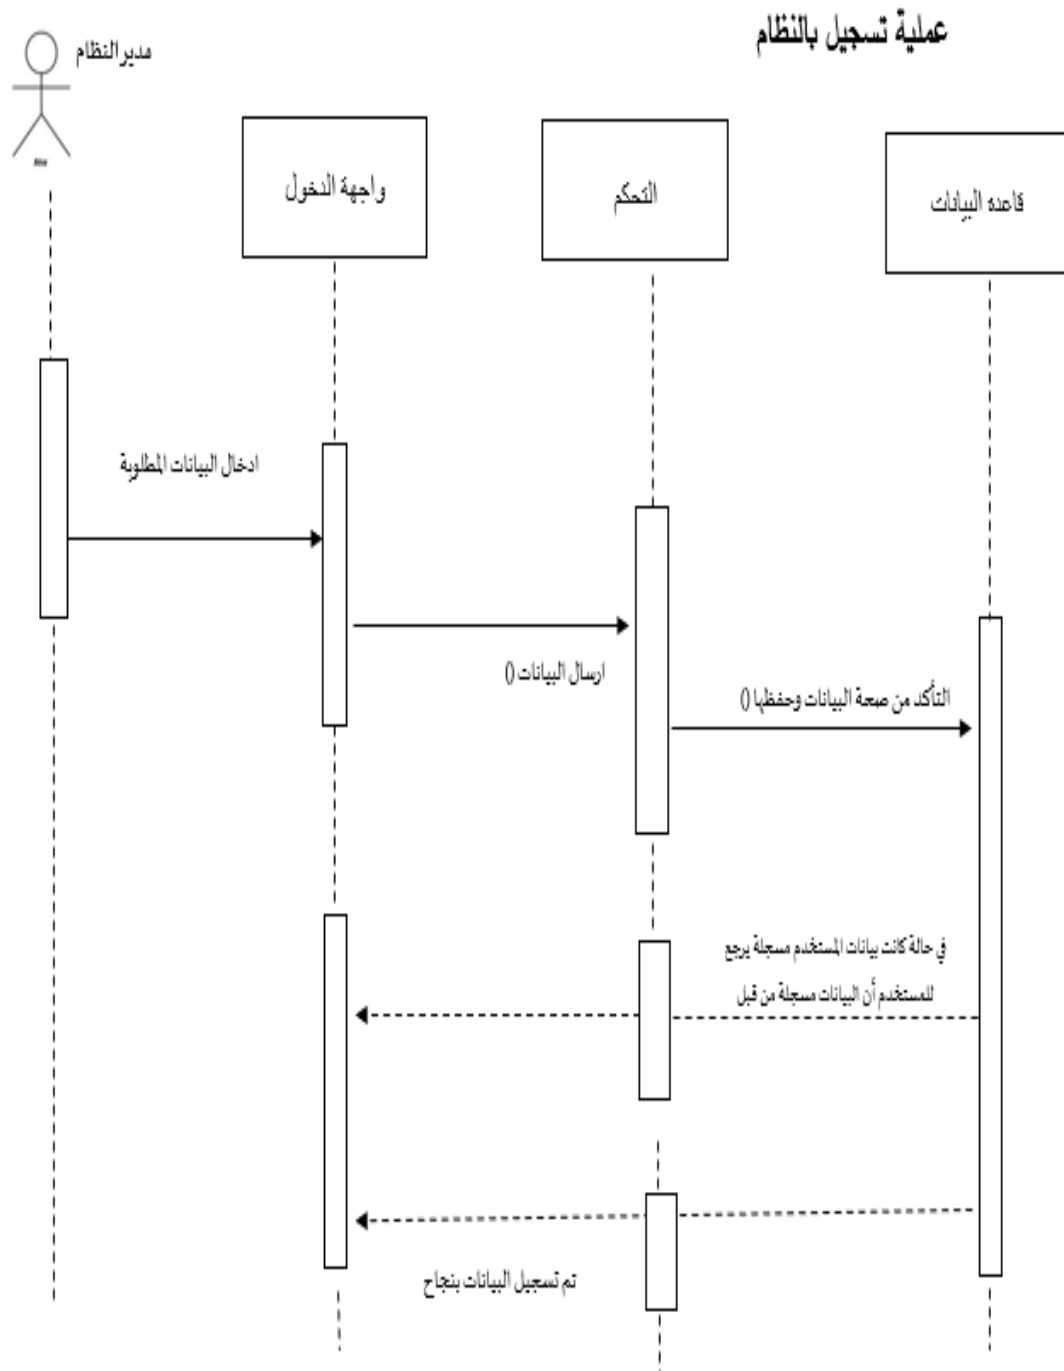 عملية تسجيل بالنظام
مدير النظام
واجهة الدخول
التحكم
قاعده البيانات
ادخال البيانات المطلوبة
ارسال البيانات ()
التأكد من صحة البيانات وحفظها ()
في حالة كانت بيانات المستخدم مسجلة يرجع
للمستخدم أن البيانات مسجلة من قبل
تم تسجيل البيانات بنجاح